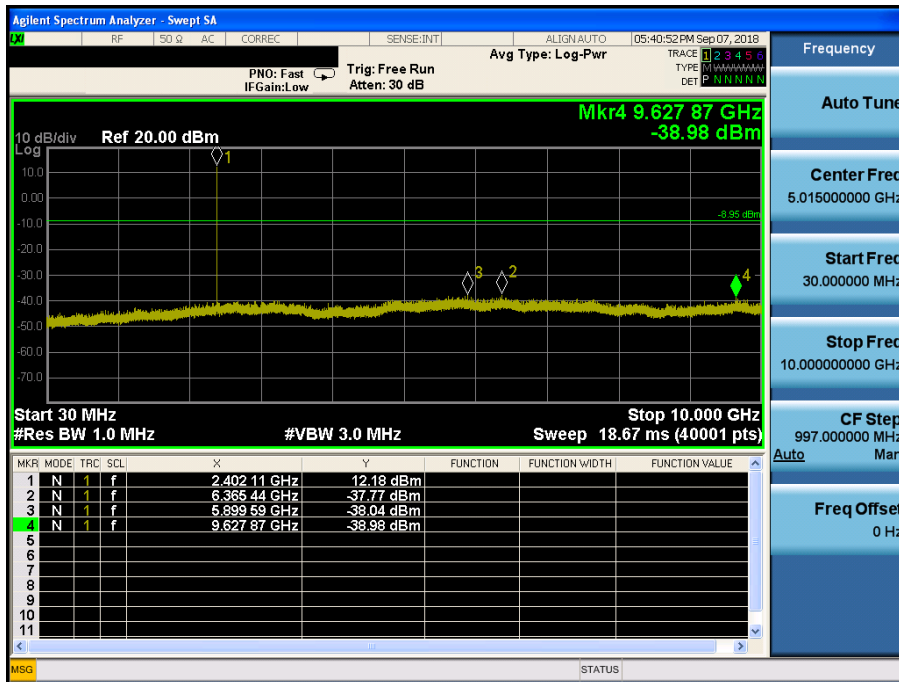 Agilent Spectrum Analyzer - Swept SA
LXI RF 50 Ω AC CORREC SENSE:INT ALIGN AUTO 05:40:52 PM Sep 07, 2018
Frequency
Avg Type: Log-Pwr TRACE 1 2 3 4 5 6
PNO: Fast Trig: Free Run TYPE MWWWWW
IFGain:Low Atten: 30 dB DET P N N N N N
Auto Tune
Mkr4 9.627 87 GHz
10 dB/div Ref 20.00 dBm -38.98 dBm
Log
1
10.0
0.00
-8.95 dBm
-10.0
-20.0
3 2 4
-30.0
-40.0
-50.0
-60.0
-70.0
Center Freq
5.015000000 GHz
Start Freq
30.000000 MHz
Stop Freq
10.000000000 GHz
Start 30 MHz Stop 10.000 GHz
#Res BW 1.0 MHz #VBW 3.0 MHz Sweep 18.67 ms (40001 pts)
CF Step
997.000000 MHz
Auto Man
Freq Offset
0 Hz
MKR MODE TRC SCL X Y FUNCTION FUNCTION WIDTH FUNCTION VALUE
1 N 1 f 2.402 11 GHz 12.18 dBm
2 N 1 f 6.365 44 GHz -37.77 dBm
3 N 1 f 5.899 59 GHz -38.04 dBm
4 N 1 f 9.627 87 GHz -38.98 dBm
5
6
7
8
9
10
11
MSG STATUS